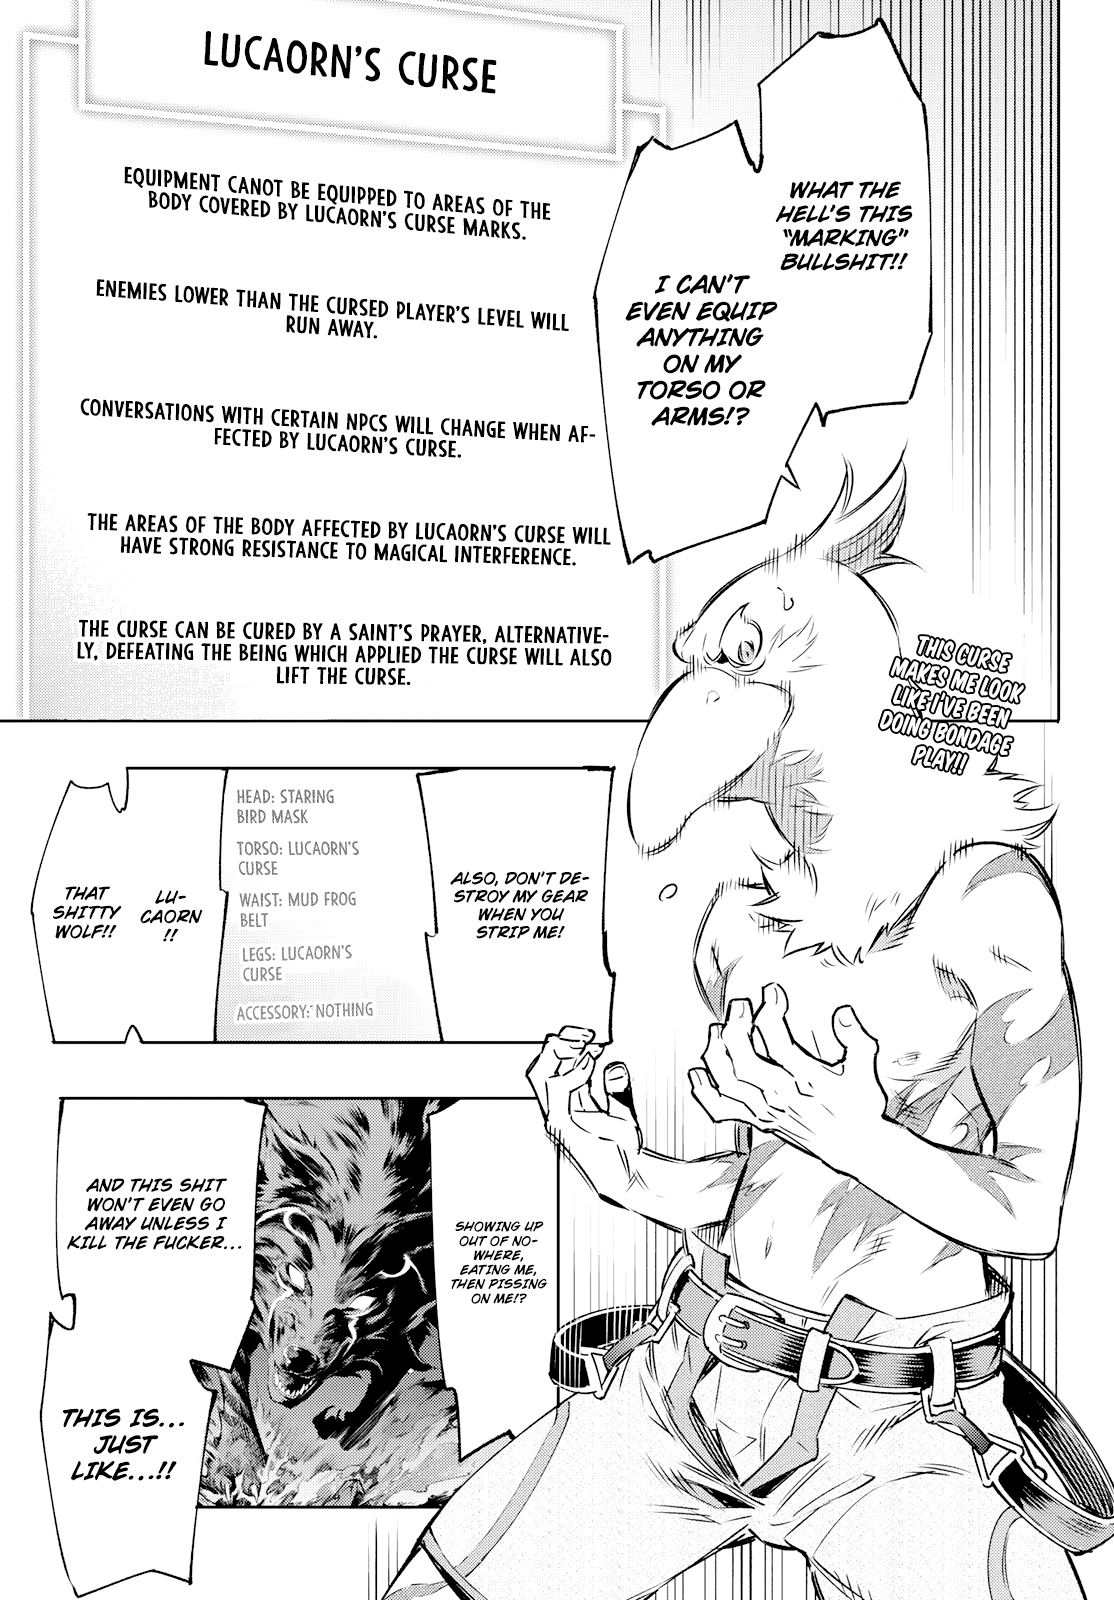 LUCAORN'S CURSE
EQUIPMENT CANOT BE EQUIPPED TO AREAS OF THE
BODY COVERED BY LUCAORN'S CURSE MARKS.
ENEMIES LOWER THAN THE CURSED PLAYER'S LEVEL WILL
RUN AWAY.
CONVERSATIONS WITH CERTAIN NPCS WILL CHANGE WHEN AF-
FECTED BY LUCAORN'S CURSE.
THE AREAS OF THE BODY AFFECTED BY LUCAORN'S CURSE WILL
HAVE STRONG RESISTANCE TO MAGICAL INTERFERENCE.
THE CURSE CAN BE CURED BY A SAINT'S PRAYER, ALTERNATIVE-
LY, DEFEATING THE BEING WHICH APPLIED THE CURSE WILL ALSO
LIFT THE CURSE.
WHAT THE
HELL'S THIS
"MARKING"
BULLSHIT!!
I CAN'T
EVEN EQUIP
ANYTHING
ON MY
TORSO OR
ARMS!?
THIS CURSE
MAKES ME LOOK
LIKE I'VE BEEN
DOING BONDAGE
PLAY!!
ALSO, DON'T DE-
STROY MY GEAR
WHEN YOU
STRIP ME!
HEAD: STARING
BIRD MASK
TORSO: LUCAORN'S
CURSE
WAIST: MUD FROG
BELT
LEGS: LUCAORN'S
CURSE
ACCESSORY: NOTHING
LU-
CAORN
!!
THAT
SHITTY
WOLF!!
SHOWING UP
OUT OF NO-
WHERE,
EATING ME,
THEN PISSING
ON ME!?
AND THIS SHIT
WON'T EVEN GO
AWAY UNLESS I
KILL THE FUCKER...
THIS IS...
JUST
LIKE...!!